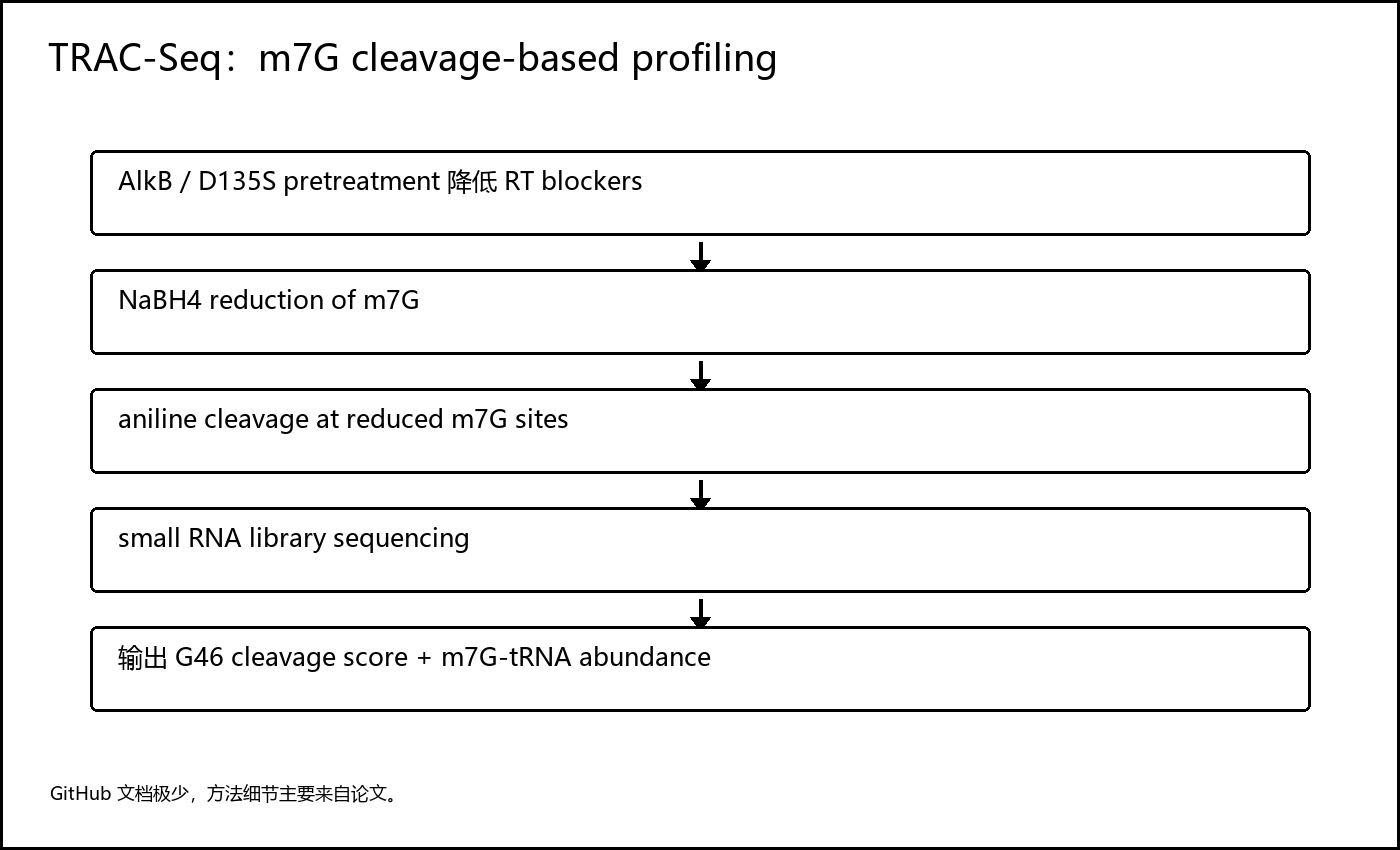 TRAC-Seq：m7G cleavage-based profiling
AlkB / D135S pretreatment 降低 RT blockers
NaBH4 reduction of m7G
aniline cleavage at reduced m7G sites
small RNA library sequencing
输出 G46 cleavage score + m7G-tRNA abundance
GitHub 文档极少，方法细节主要来自论文。